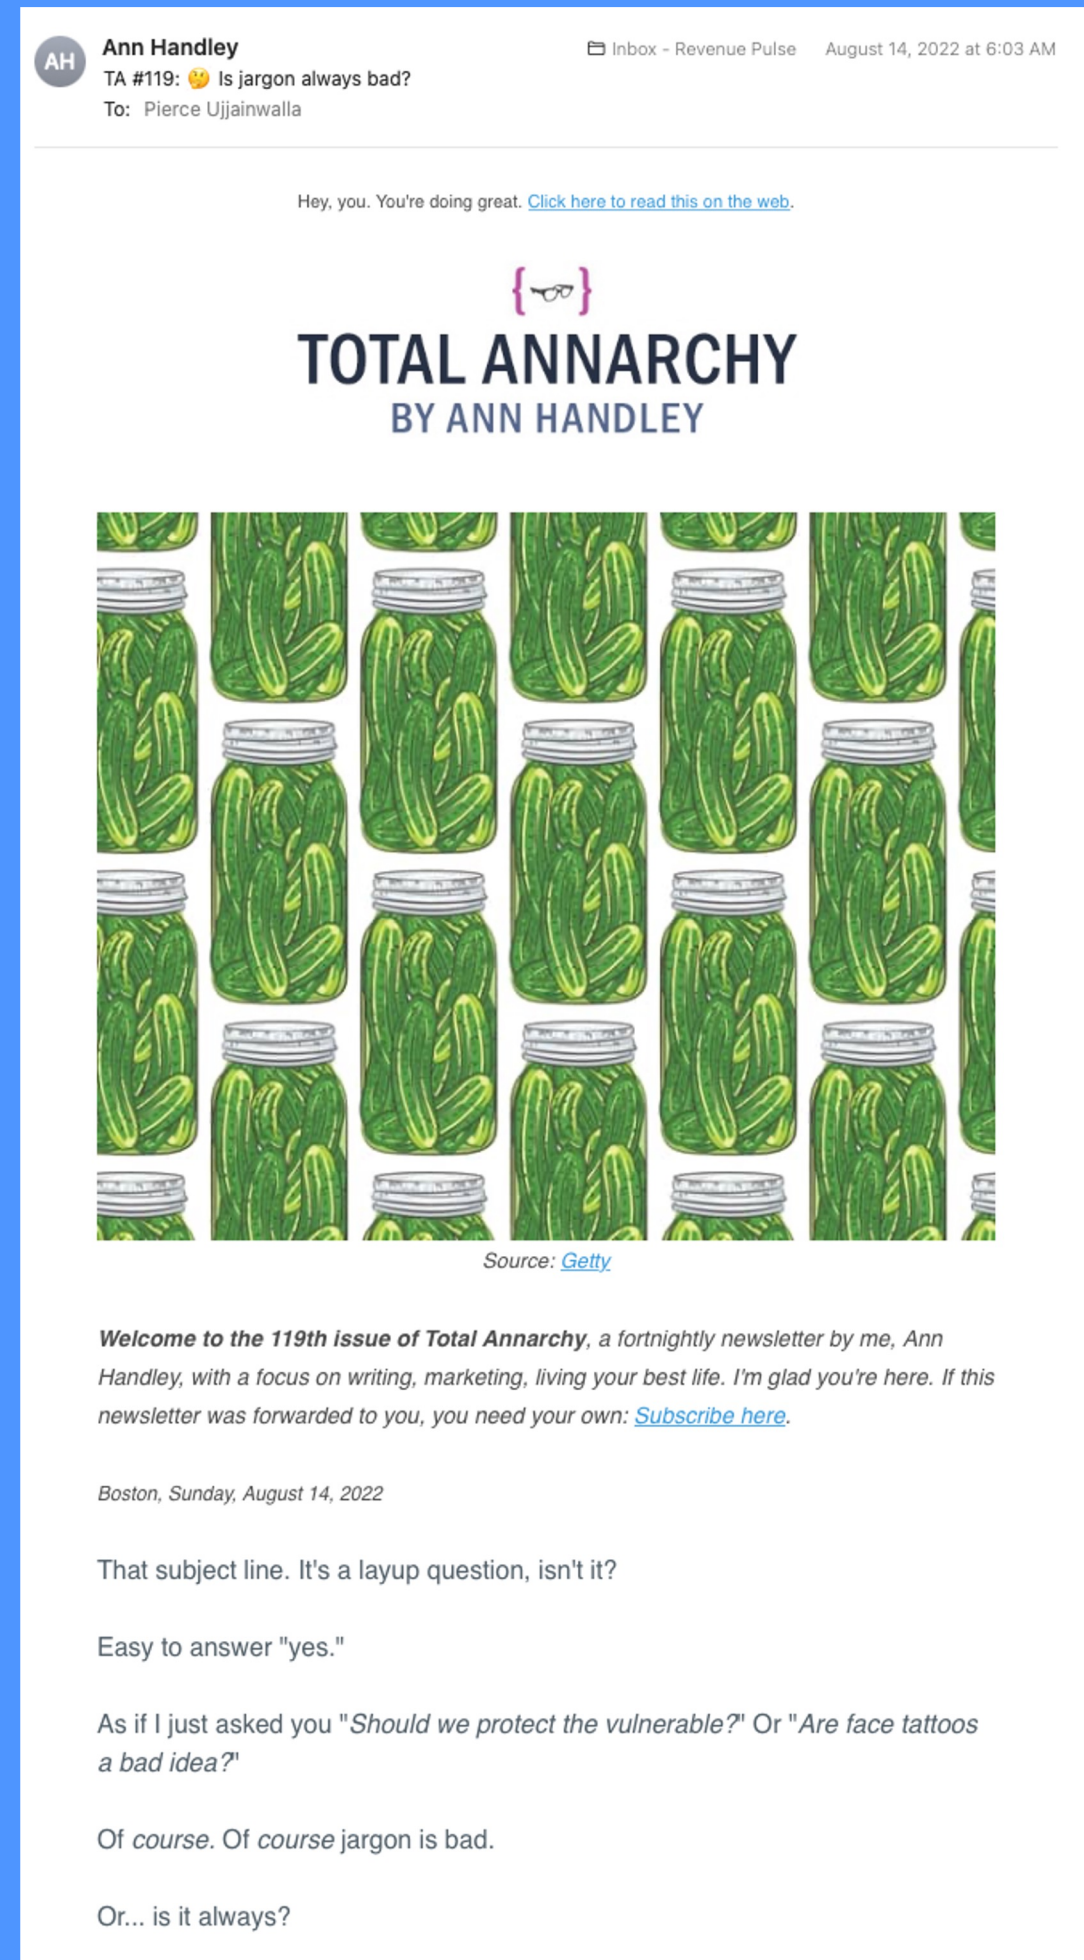 AH
Ann Handley
Inbox - Revenue Pulse August 14, 2022 at 6:03 AM
TA #119: 🤔 Is jargon always bad?
To: Pierce Ujjainwalla
Hey, you. You're doing great. Click here to read this on the web.
TOTAL ANNARCHY
BY ANN HANDLEY
Source: Getty
Welcome to the 119th issue of Total Annarchy, a fortnightly newsletter by me, Ann
Handley, with a focus on writing, marketing, living your best life. I'm glad you're here. If this
newsletter was forwarded to you, you need your own: Subscribe here.
Boston, Sunday, August 14, 2022
That subject line. It's a layup question, isn't it?
Easy to answer "yes."
As if I just asked you "Should we protect the vulnerable?" Or "Are face tattoos
a bad idea?"
Of course. Of course jargon is bad.
Or... is it always?